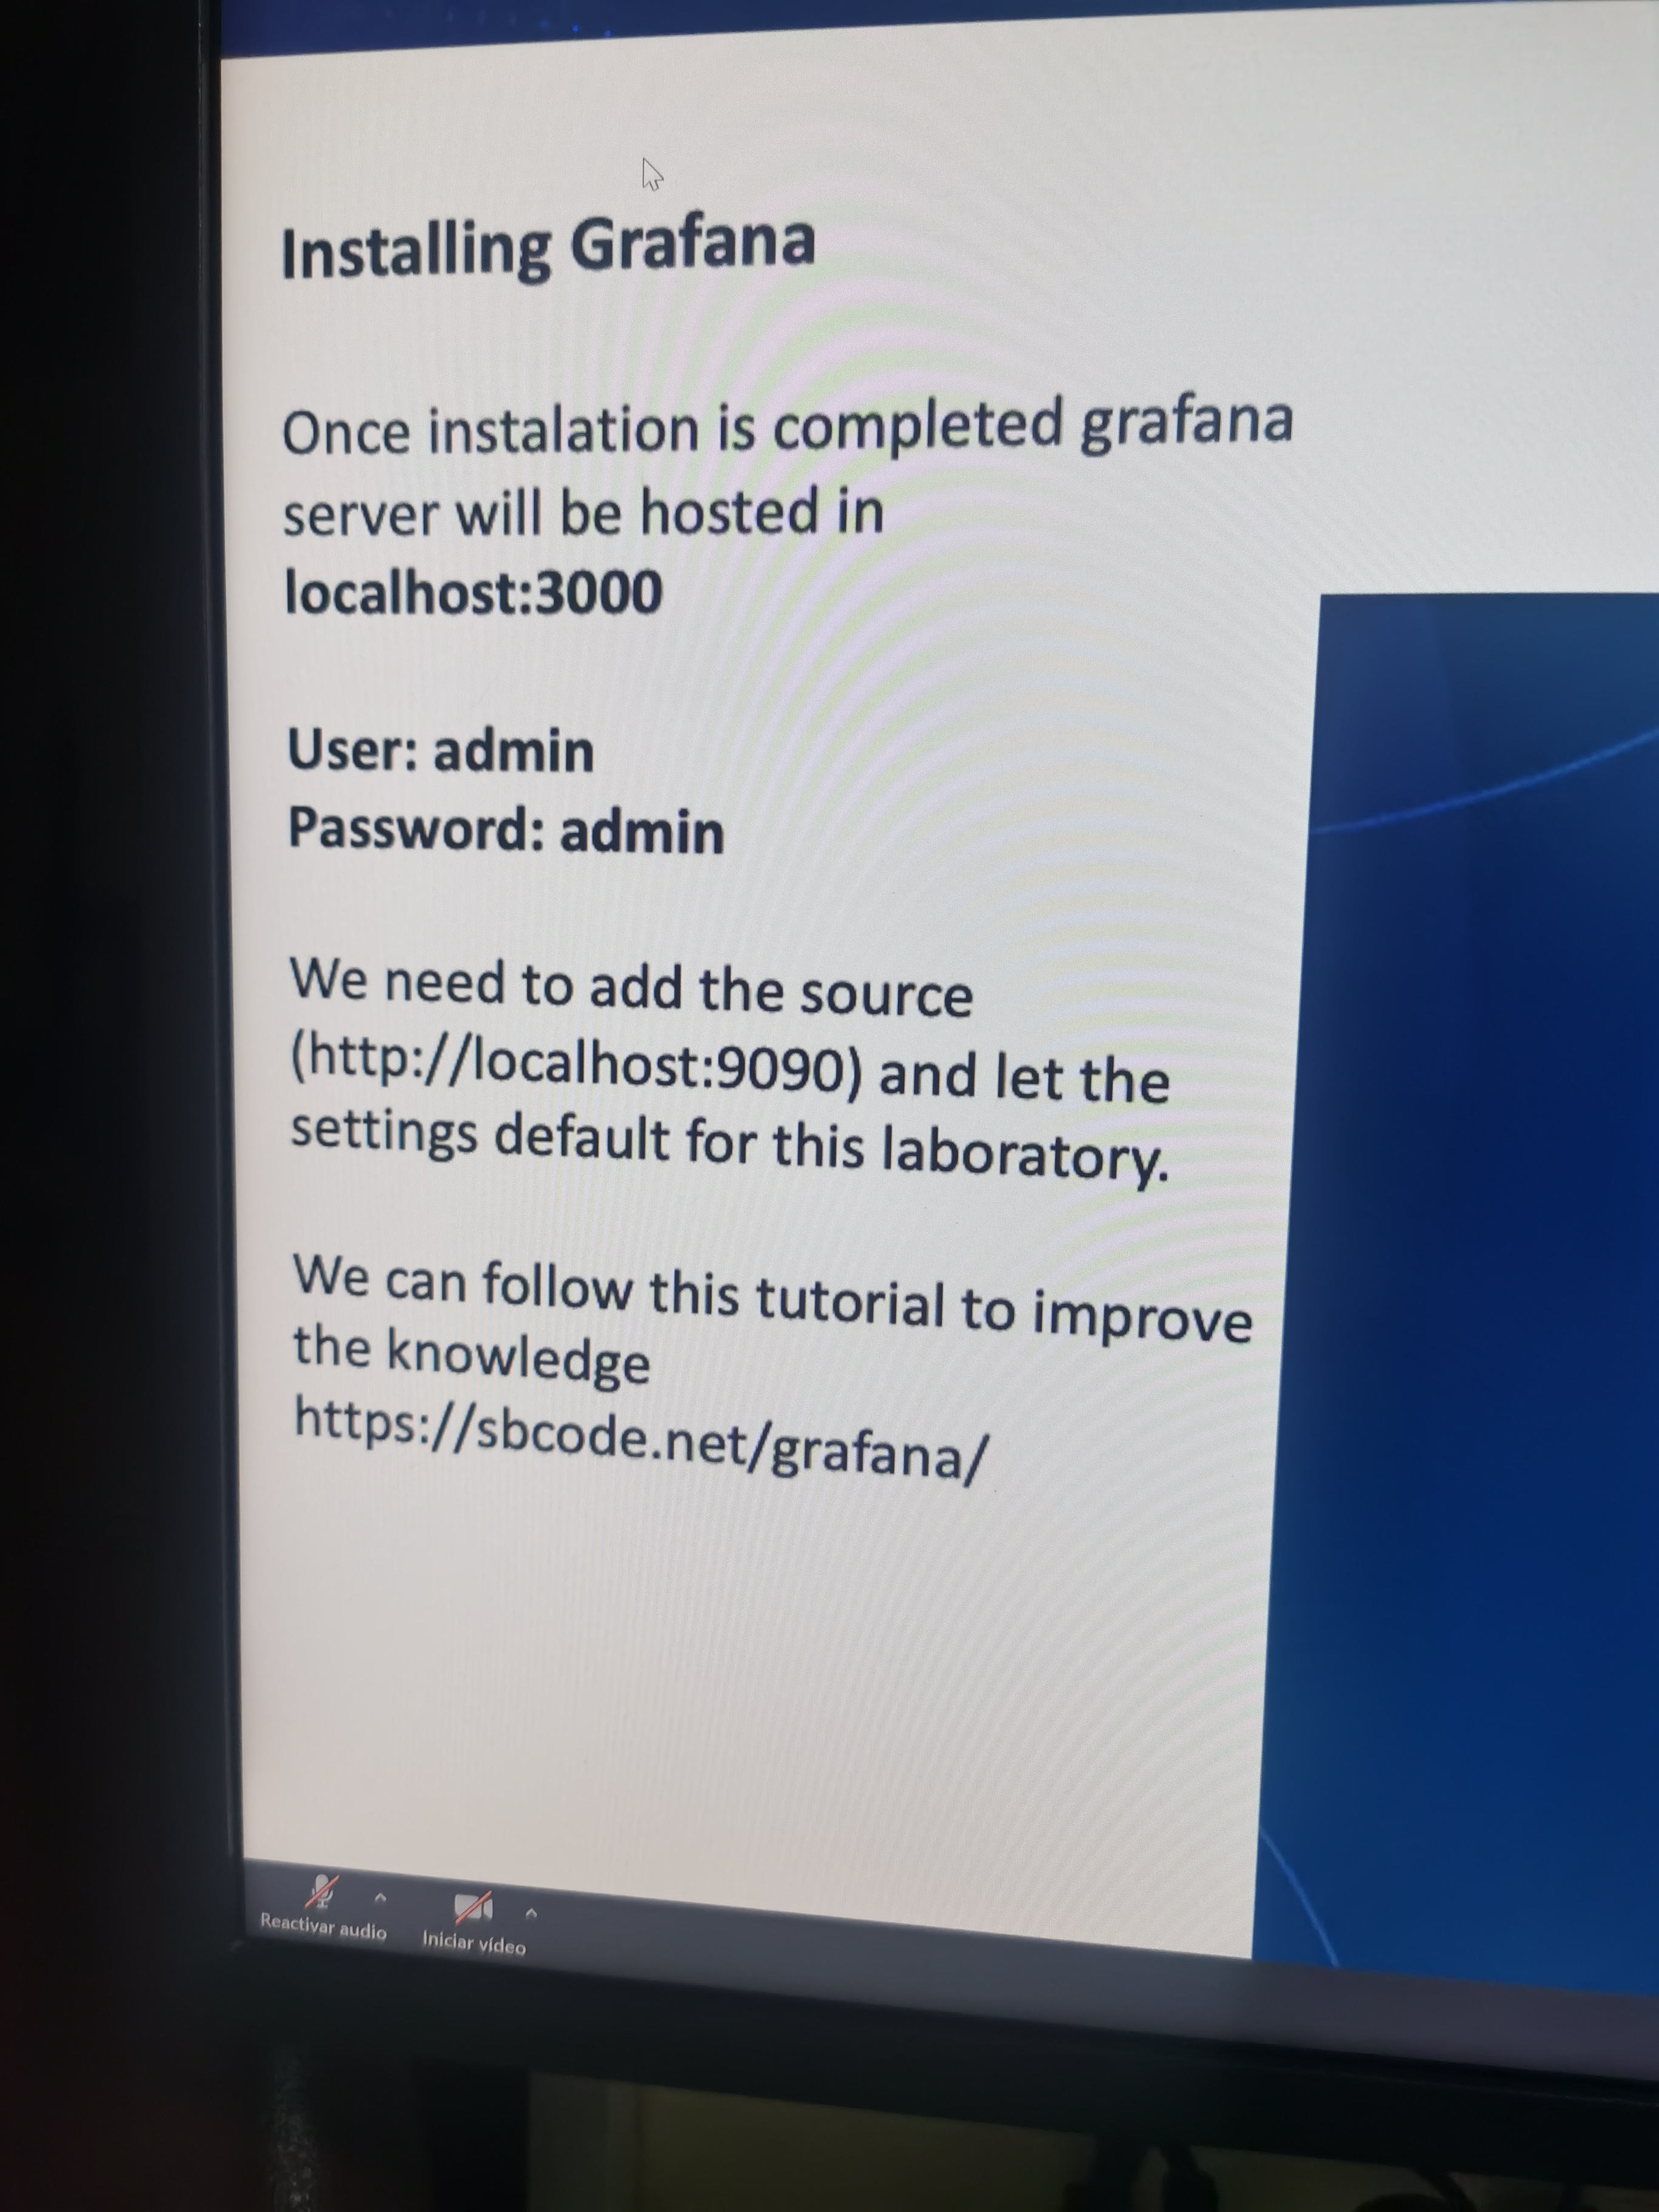 Installing Grafana
Once instalation is completed grafana
server will be hosted in
localhost:3000
User: admin
Password: admin
We need to add the source
(http://localhost:9090) and let the
settings default for this laboratory.
We can follow this tutorial to improve
the knowledge
https://sbcode.net/grafana/
Reactivar audio
Iniciar vídeo